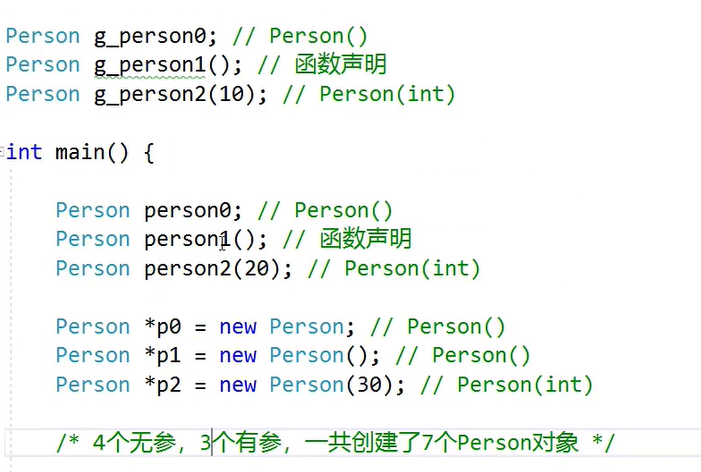 Person g_person0; // Person()
Person g_person1(); // 函数声明
Person g_person2(10); // Person(int)
int main() {
Person person0; // Person()
Person person1(); // 函数声明
Person person2(20); // Person(int)
Person *p0 = new Person; // Person()
Person *p1 = new Person(); // Person()
Person *p2 = new Person(30); // Person(int)
/* 4个无参，3个有参，一共创建了7个Person对象 */